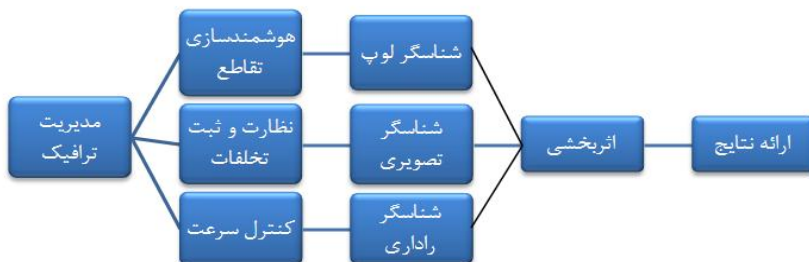 مدیریت
ترافیک
هوشمندسازی
تقاطع
شناسگر لوپ
نظارت و ثبت
تخلفات
شناسگر
تصویری
کنترل سرعت
شناسگر
راداری
اثربخشی
ارائه نتایج